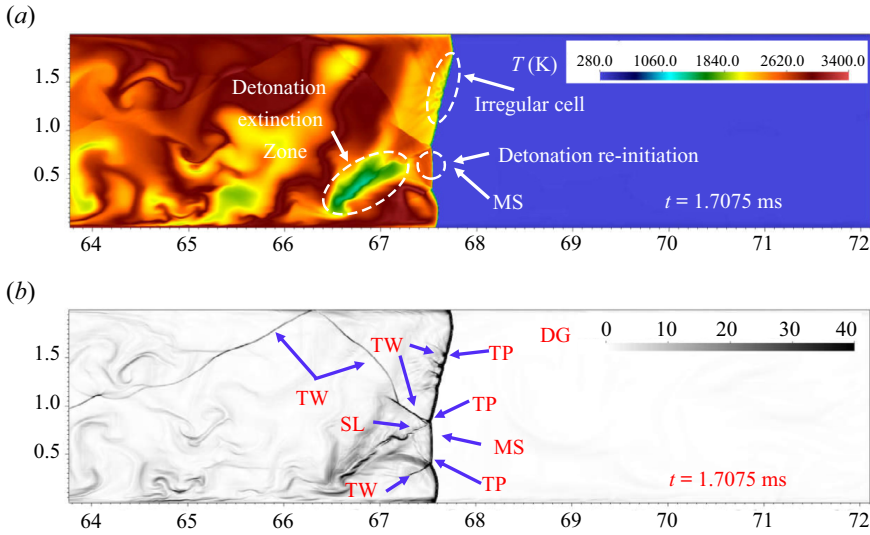 (a)
T (K)
280.0 1060.0 1840.0 2620.0 3400.0
1.5
1.0
0.5
Detonation
extinction
Zone
Irregular cell
Detonation re-initiation
MS
t = 1.7075 ms
64 65 66 67 68 69 70 71 72
(b)
DG 0 10 20 30 40
1.5
1.0
0.5
TW
TP
TW
TP
SL
MS
TW
TP
t = 1.7075 ms
64 65 66 67 68 69 70 71 72